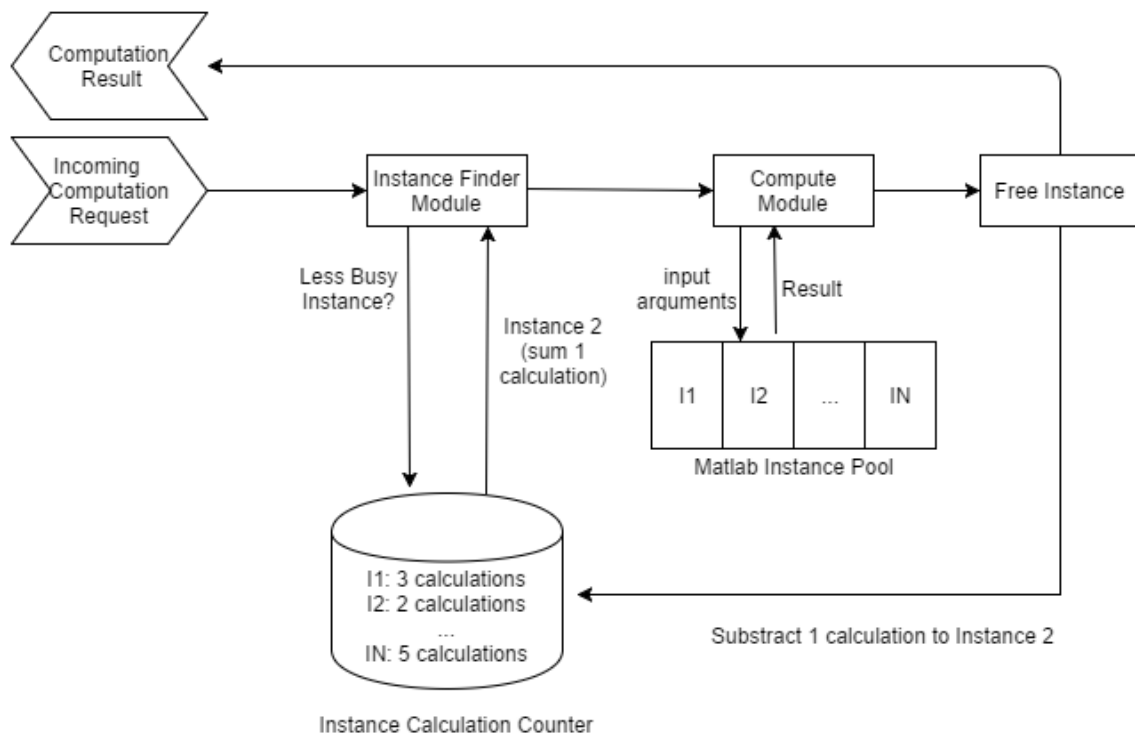 Computation
Result
Incoming
Computation
Request
Instance Finder
Module
Compute
Module
Free Instance
Less Busy
Instance?
Instance 2
(sum 1
calculation)
input
arguments
Result
I1
I2
...
IN
Matlab Instance Pool
I1: 3 calculations
I2: 2 calculations
...
IN: 5 calculations
Substract 1 calculation to Instance 2
Instance Calculation Counter